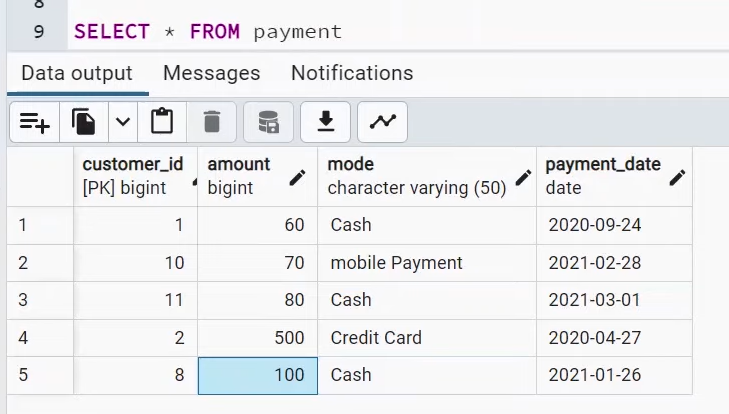 8
9 SELECT * FROM payment
Data output Messages Notifications
customer_id amount mode payment_date
[PK] bigint bigint character varying (50) date
1 1 60 Cash 2020-09-24
2 10 70 mobile Payment 2021-02-28
3 11 80 Cash 2021-03-01
4 2 500 Credit Card 2020-04-27
5 8 100 Cash 2021-01-26